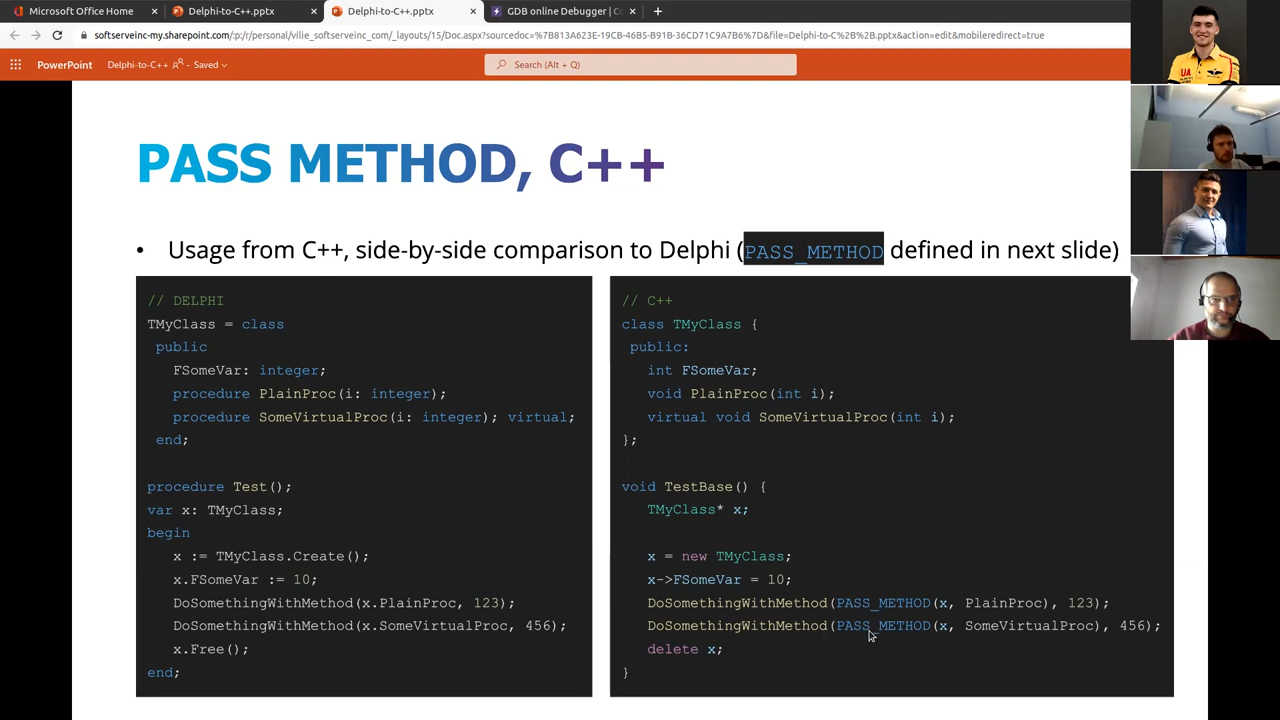 Microsoft Office Home
Delphi-to-C++.pptx
Delphi-to-C++.pptx
GDB online Debugger | C
softserveinc-my.sharepoint.com/:p:/r/personal/vilie_softserveinc_com/_layouts/15/Doc.aspx?sourcedoc=%7B813A623E-19CB-46B5-B91B-36CD71C9A7B6%7D&file=Delphi-to-C%2B%2B.pptx&action=edit&mobileredirect=true
PowerPoint
Delphi-to-C++ - Saved
Search (Alt + Q)
UA
PASS METHOD, C++
• Usage from C++, side-by-side comparison to Delphi (PASS_METHOD defined in next slide)
// DELPHI
TMyClass = class
public
FSomeVar: integer;
procedure PlainProc(i: integer);
procedure SomeVirtualProc(i: integer); virtual;
end;
procedure Test();
var x: TMyClass;
begin
x := TMyClass.Create();
x.FSomeVar := 10;
DoSomethingWithMethod(x.PlainProc, 123);
DoSomethingWithMethod(x.SomeVirtualProc, 456);
x.Free();
end;
// C++
class TMyClass {
public:
int FSomeVar;
void PlainProc(int i);
virtual void SomeVirtualProc(int i);
};
void TestBase() {
TMyClass* x;
x = new TMyClass;
x->FSomeVar = 10;
DoSomethingWithMethod(PASS_METHOD(x, PlainProc), 123);
DoSomethingWithMethod(PASS_METHOD(x, SomeVirtualProc), 456);
delete x;
}